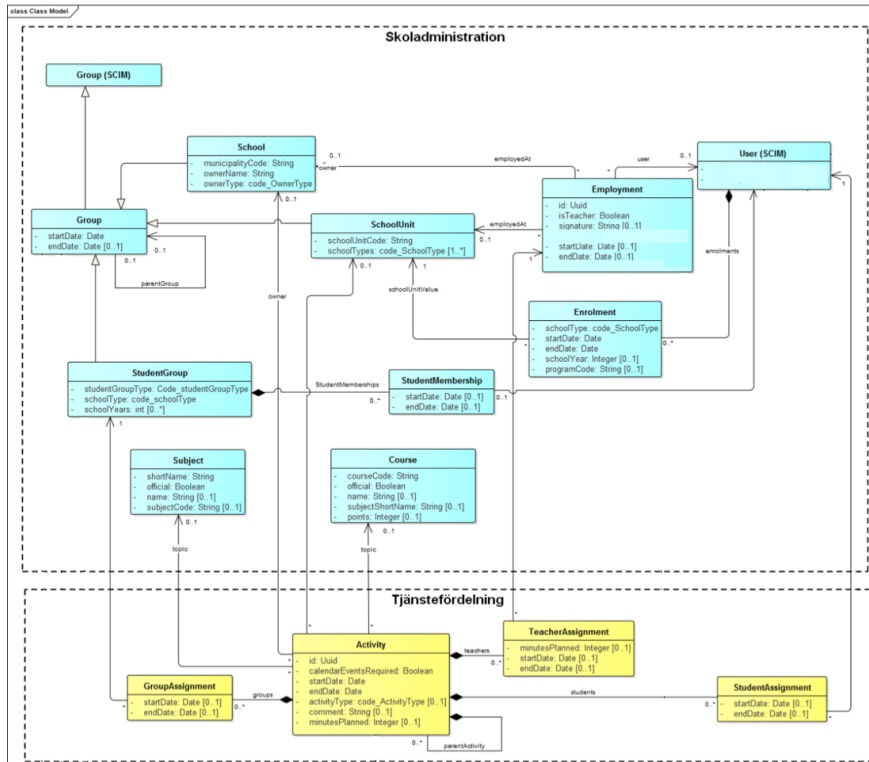 class Class Model
Skoladministration
Group (SCIM)
School
- municipalityCode: String
- ownerName: String
- ownerType: code_OwnerType
0..1
owner
employedAt
*
*
user
0..1
User (SCIM)
-
-
1
0..1
Employment
- id: Uuid
- isTeacher: Boolean
- signature: String [0..1]
- startDate: Date [0..1]
- endDate: Date [0..1]
Group
- startDate: Date
- endDate: Date [0..1]
0..1
0..1
parentGroup
SchoolUnit
- schoolUnitCode: String
- schoolTypes: code_SchoolType [1..*]
employedAt
0..1
*
0..1
1
1
enrolments
owner
schoolUnitValue
Enrolment
- schoolType: code_SchoolType
- startDate: Date
- endDate: Date
- schoolYear: Integer [0..1]
- programCode: String [0..1]
*
0..*
StudentGroup
- studentGroupType: Code_studentGroupType
- schoolType: code_schoolType
- schoolYears: int [0..*]
1
StudentMemberships
0..*
StudentMembership
- startDate: Date [0..1]
- endDate: Date [0..1]
0..1
Subject
- shortName: String
- official: Boolean
- name: String [0..1]
- subjectCode: String [0..1]
0..1
topic
Course
- courseCode: String
- official: Boolean
- name: String [0..1]
- subjectShortName: String [0..1]
- points: Integer [0..1]
0..1
topic
Tjänstefördelning
*
*
*
*
*
Activity
- id: Uuid
- calendarEventsRequired: Boolean
- startDate: Date
- endDate: Date
- activityType: code_ActivityType [0..1]
- comment: String [0..1]
- minutesPlanned: Integer [0..1]
teachers
0..*
TeacherAssignment
- minutesPlanned: Integer [0..1]
- startDate: Date [0..1]
- endDate: Date [0..1]
GroupAssignment
- startDate: Date [0..1]
- endDate: Date [0..1]
*
groups
0..*
students
0..*
StudentAssignment
- startDate: Date [0..1]
- endDate: Date [0..1]
*
0..*
parentActivity